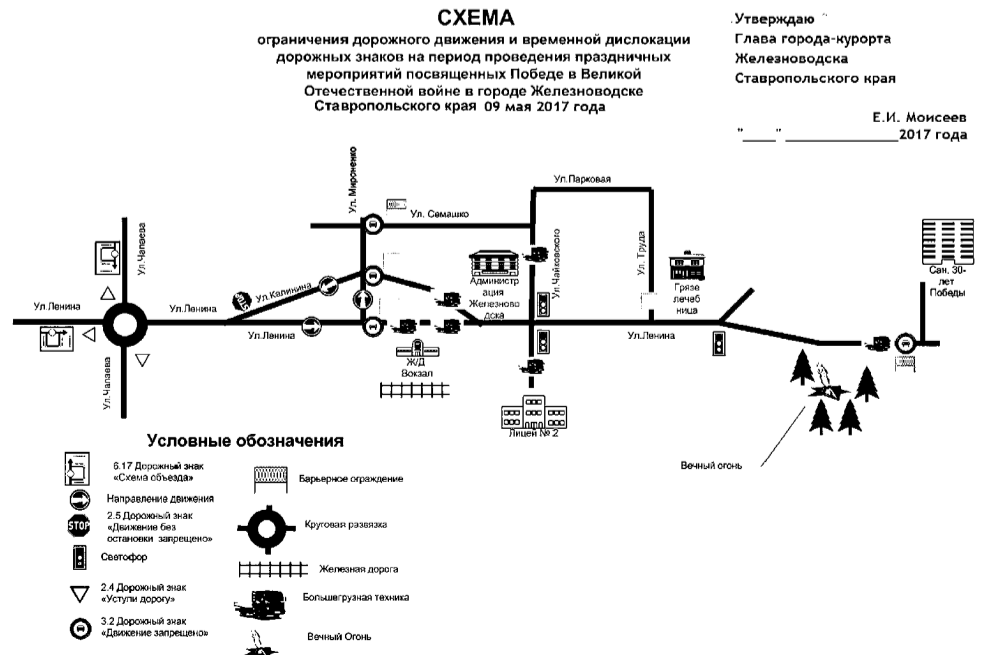 СХЕМА
ограничения дорожного движения и временной дислокации
дорожных знаков на период проведения праздничных
мероприятий посвященных Победе в Великой
Отечественной войне в городе Железноводске
Ставропольского края 09 мая 2017 года
Утверждаю
Глава города-курорта
Железноводска
Ставропольского края
Е.И. Моисеев
"____" ________________2017 года
Ул. Мироненко
Ул.Парковая
Ул. Семашко
Ул.Чапаева
Ул.Чайковского
Ул. Труда
Администр
ация
Железново
дска
Грязе
лечеб
ница
Сан. 30-
лет
Победы
Ул.Калинина
Ул.Ленина
Ул.Ленина
Ул.Ленина
Ул.Ленина
Ул.Чапаева
Ж/Д
Вокзал
Лицей № 2
Вечный огонь
Условные обозначения
6.17 Дорожный знак
«Схема объезда»
Направление движения
STOP
2.5 Дорожный знак
«Движение без
остановки запрещено»
Светофор
2.4 Дорожный знак
«Уступи дорогу»
3.2 Дорожный знак
«Движение запрещено»
Барьерное ограждение
Круговая развязка
Железная дорога
Большегрузная техника
Вечный Огонь